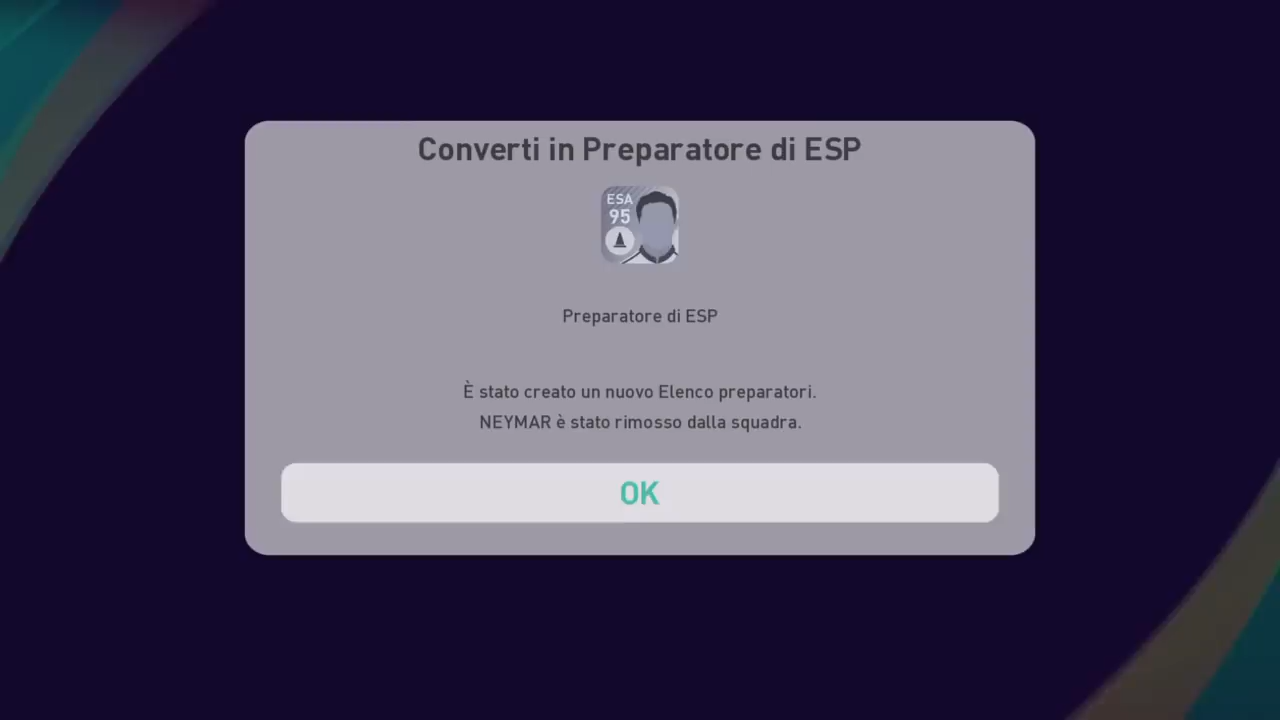 Converti in Preparatore di ESP
ESA
95
Preparatore di ESP
È stato creato un nuovo Elenco preparatori.
NEYMAR è stato rimosso dalla squadra.
OK